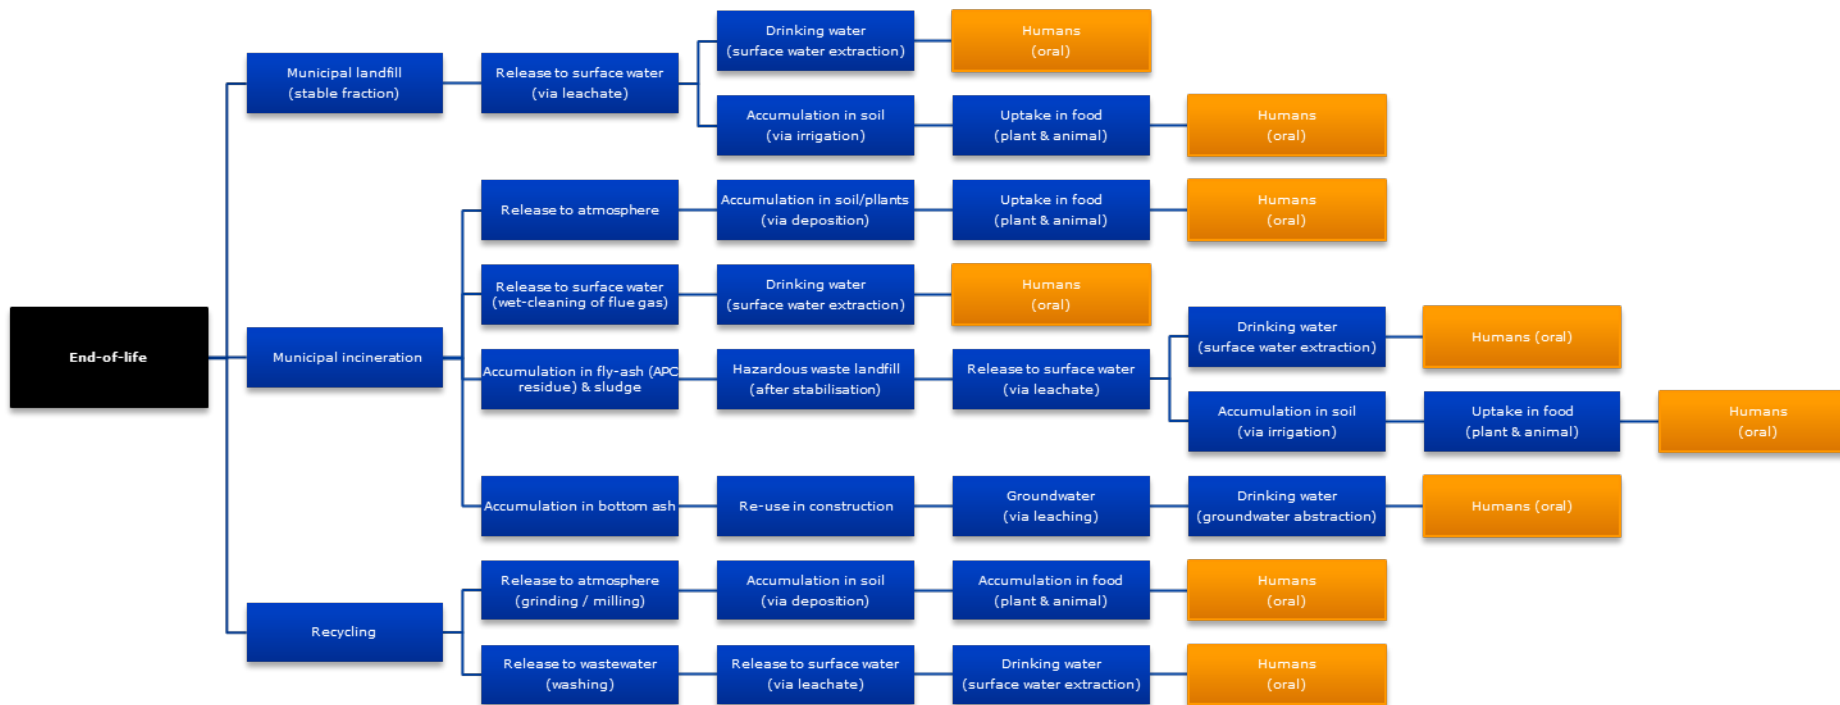 Drinking water
(surface water extraction)
Humans
(oral)
Municipal landfill
(stable fraction)
Release to surface water
(via leachate)
Accumulation in soil
(via irrigation)
Uptake in food
(plant & animal)
Humans
(oral)
Release to atmosphere
Accumulation in soil/pllants
(via deposition)
Uptake in food
(plant & animal)
Humans
(oral)
Release to surface water
(wet-cleaning of flue gas)
Drinking water
(surface water extraction)
Humans
(oral)
End-of-life
Municipal incineration
Accumulation in fly-ash (APC
residue) & sludge
Hazardous waste landfill
(after stabilisation)
Release to surface water
(via leachate)
Drinking water
(surface water extraction)
Humans (oral)
Accumulation in soil
(via irrigation)
Uptake in food
(plant & animal)
Humans
(oral)
Accumulation in bottom ash
Re-use in construction
Groundwater
(via leaching)
Drinking water
(groundwater abstraction)
Humans (oral)
Recycling
Release to atmosphere
(grinding / milling)
Accumulation in soil
(via deposition)
Accumulation in food
(plant & animal)
Humans
(oral)
Release to wastewater
(washing)
Release to surface water
(via leachate)
Drinking water
(surface water extraction)
Humans
(oral)